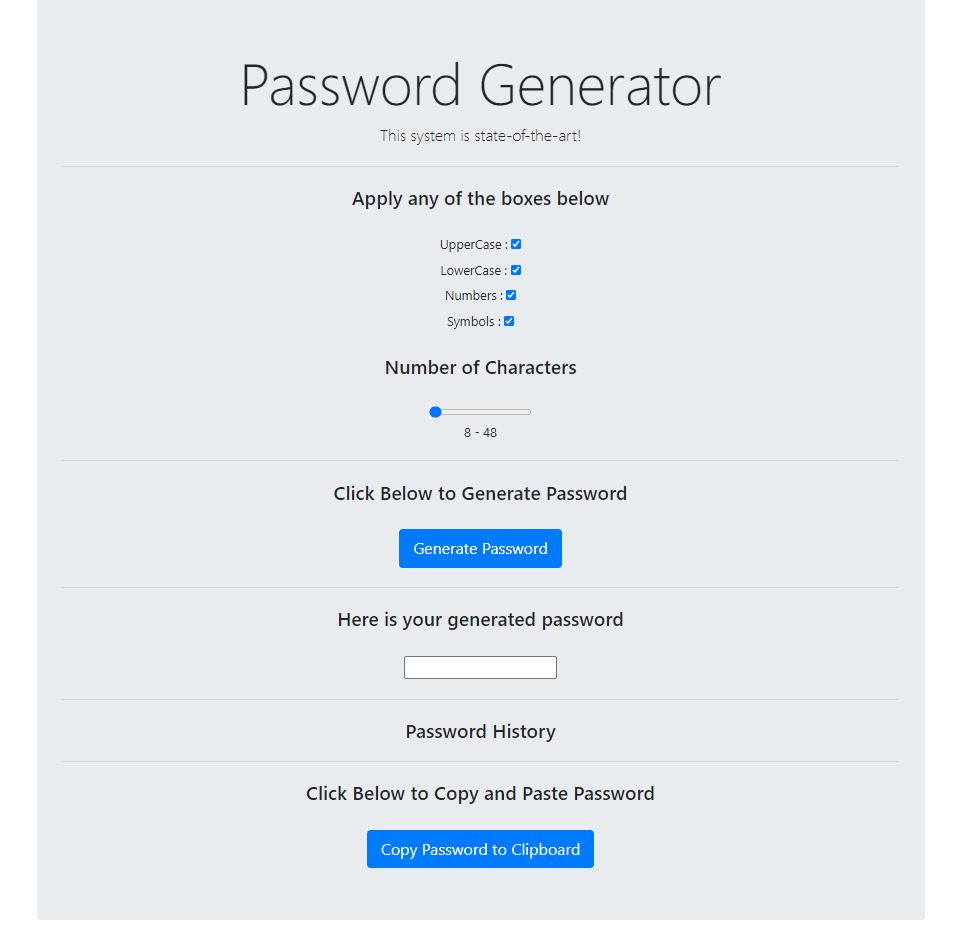 Password Generator
This system is state-of-the-art!
Apply any of the boxes below
UpperCase :
LowerCase :
Numbers :
Symbols :
Number of Characters
8 - 48
Click Below to Generate Password
Generate Password
Here is your generated password
Password History
Click Below to Copy and Paste Password
Copy Password to Clipboard